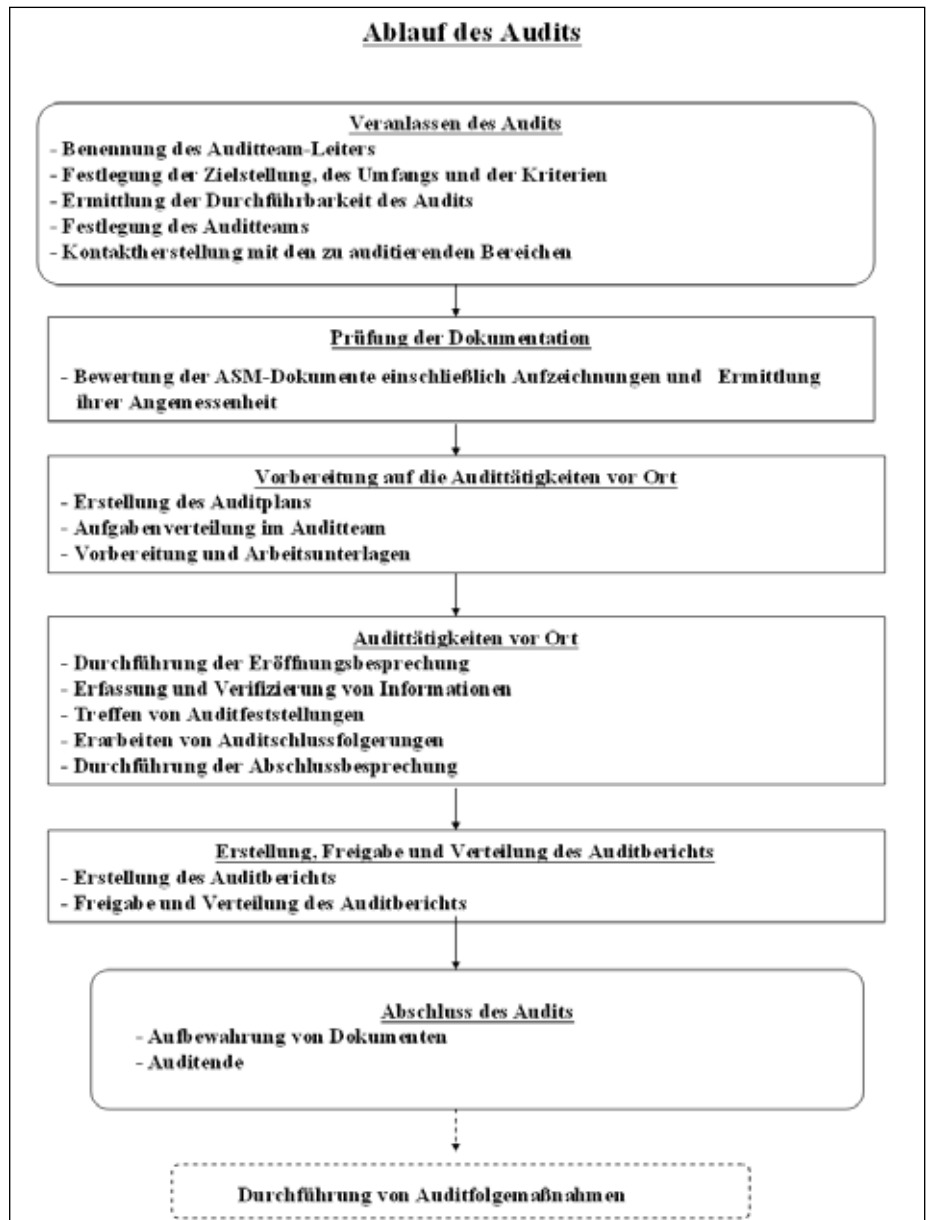 Ablauf des Audits
Veranlassen des Audits
- Benennung des Auditteam-Leiters
- Festlegung der Zielstellung, des Umfangs und der Kriterien
- Ermittlung der Durchführbarkeit des Audits
- Festlegung des Auditteams
- Kontaktherstellung mit den zu auditierenden Bereichen
Prüfung der Dokumentation
- Bewertung der ASM-Dokumente einschließlich Aufzeichnungen und Ermittlung
ihrer Angemessenheit
Vorbereitung auf die Audittätigkeiten vor Ort
- Erstellung des Auditplans
- Aufgabenverteilung im Auditteam
- Vorbereitung und Arbeitsunterlagen
Audittätigkeiten vor Ort
- Durchführung der Eröffnungsbesprechung
- Erfassung und Verifizierung von Informationen
- Treffen von Auditfeststellungen
- Erarbeiten von Auditschlussfolgerungen
- Durchführung der Abschlussbesprechung
Erstellung, Freigabe und Verteilung des Auditberichts
- Erstellung des Auditberichts
- Freigabe und Verteilung des Auditberichts
Abschluss des Audits
- Aufbewahrung von Dokumenten
- Auditende
Durchführung von Auditfolgemaßnahmen